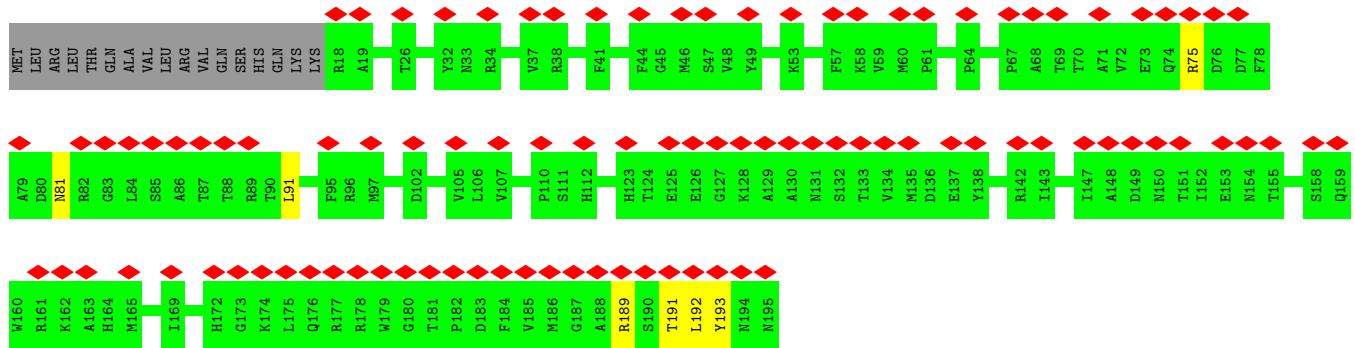 MET LEU ARG LEU THR GLN ALA VAL LEU ARG VAL GLN SER HIS GLN LYS LYS R18 A19 T26 Y32 N33 R34 V37 R38 F41 F44 G45 M46 S47 V48 Y49 K53 F57 K58 V59 M60 P61 P64 P67 A68 T69 T70 A71 V72 E73 Q74 R75 D76 D77 F78
A79 D80 N81 R82 G83 L84 S85 A86 T87 T88 R89 T90 L91 F95 R96 M97 D102 V105 L106 V107 P110 S111 H112 H123 T124 E125 E126 G127 K128 A129 A130 N131 S132 T133 V134 M135 D136 E137 Y138 R142 I143 I147 A148 D149 N150 T151 I152 E153 N154 T155 S158 Q159
W160 R161 K162 A163 H164 M165 I169 H172 G173 K174 L175 Q176 R177 R178 W179 G180 T181 P182 D183 F184 V185 M186 G187 A188 R189 S190 T191 L192 Y193 N194 N195